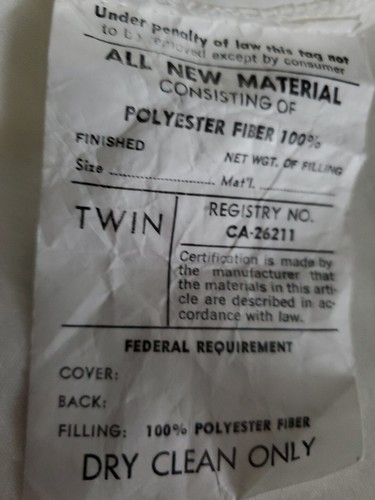 Under penalty of law this tag not
to be removed except by consumer
ALL NEW MATERIAL
CONSISTING OF
POLYESTER FIBER 100%
FINISHED
NET WGT. OF FILLING
Size .......................... Mat'l. ....................
TWIN
REGISTRY NO.
CA-26211
Certification is made by
the manufacturer that
the materials in this arti-
cle are described in ac-
cordance with law.
FEDERAL REQUIREMENT
COVER:
BACK:
FILLING: 100% POLYESTER FIBER
DRY CLEAN ONLY